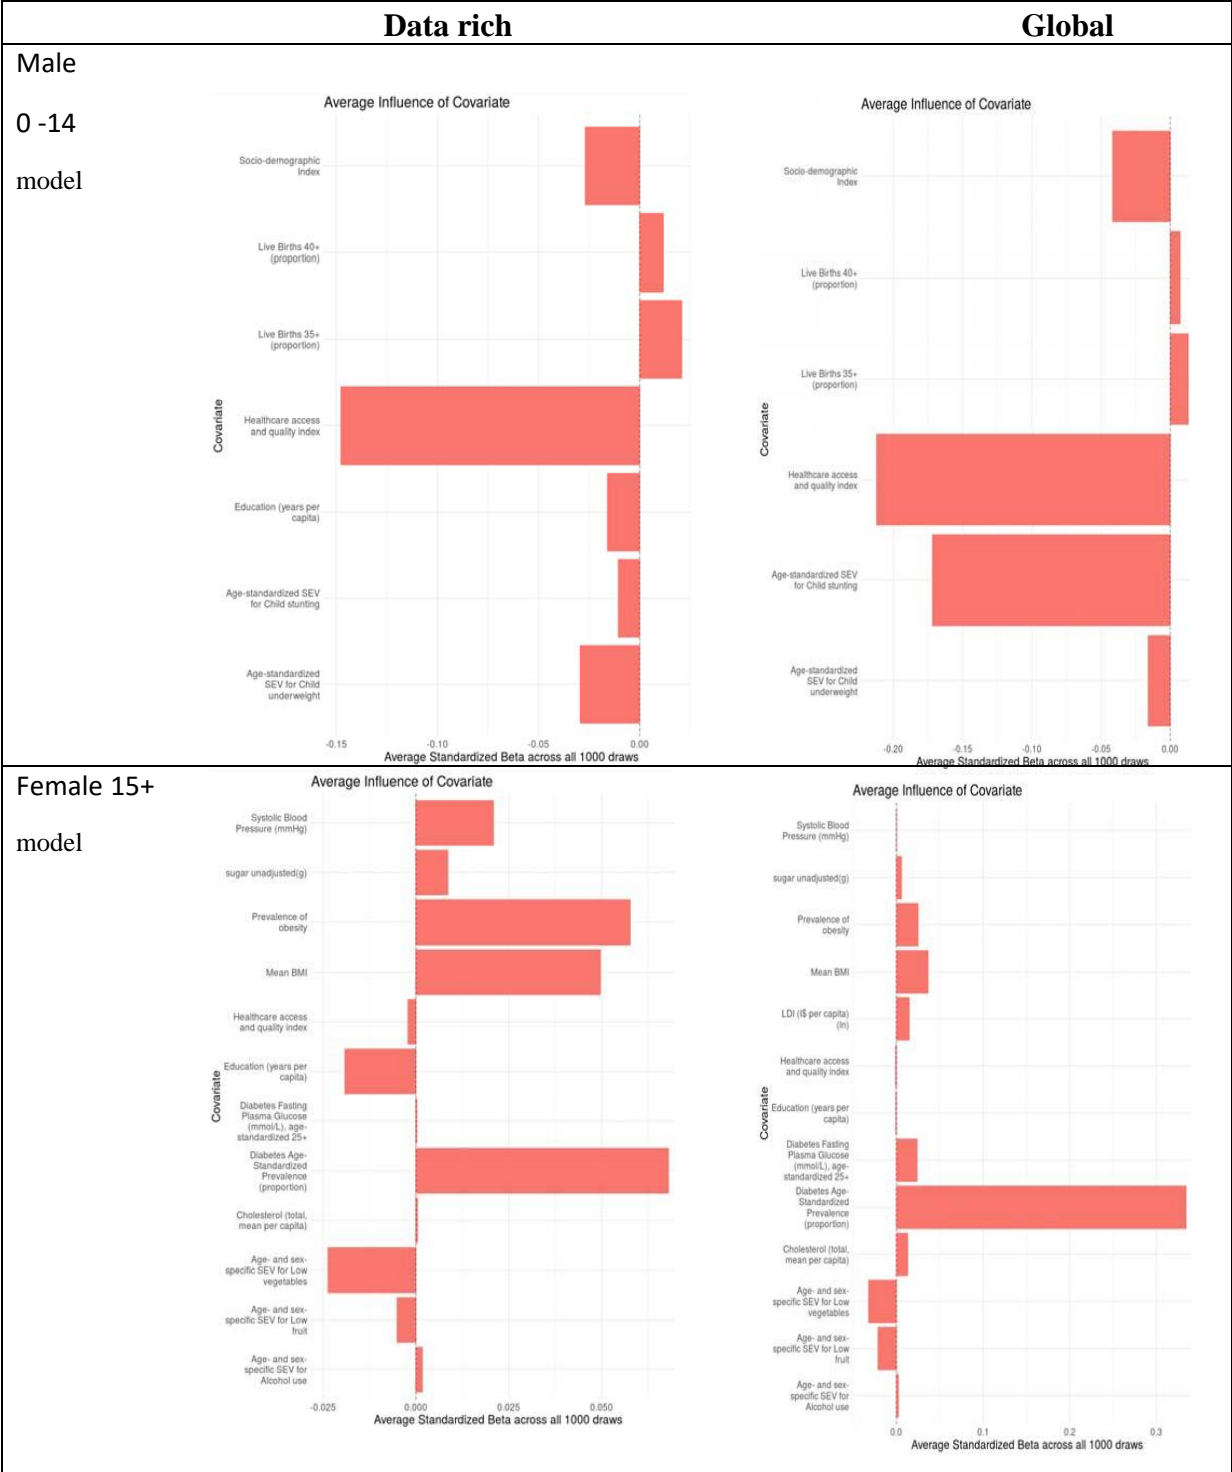 Data rich
Global
Male
0 -14
model
Average Influence of Covariate
Socio-demographic
Index
Live Births 40+
(proportion)
Live Births 35+
(proportion)
Healthcare access
and quality index
Education (years per
capita)
Age-standardized SEV
for Child stunting
Age-standardized
SEV for Child
underweight
Covariate
-0.15
-0.10
-0.05
0.00
Average Standardized Beta across all 1000 draws
Average Influence of Covariate
Socio-demographic
Index
Live Births 40+
(proportion)
Live Births 35+
(proportion)
Healthcare access
and quality index
Age-standardized SEV
for Child stunting
Age-standardized
SEV for Child
underweight
Covariate
-0.20
-0.15
-0.10
-0.05
0.00
Average Standardized Beta across all 1000 draws
Female 15+
model
Average Influence of Covariate
Systolic Blood
Pressure (mmHg)
sugar unadjusted(g)
Prevalence of
obesity
Mean BMI
Healthcare access
and quality index
Education (years per
capita)
Diabetes Fasting
Plasma Glucose
(mmol/L), age-
standardized 25+
Diabetes Age-
Standardized
Prevalence
(proportion)
Cholesterol (total,
mean per capita)
Age- and sex-
specific SEV for Low
vegetables
Age- and sex-
specific SEV for Low
fruit
Age- and sex-
specific SEV for
Alcohol use
Covariate
-0.025
0.000
0.025
0.050
Average Standardized Beta across all 1000 draws
Average Influence of Covariate
Systolic Blood
Pressure (mmHg)
sugar unadjusted(g)
Prevalence of
obesity
Mean BMI
LDI (I$ per capita)
(ln)
Healthcare access
and quality index
Education (years per
capita)
Diabetes Fasting
Plasma Glucose
(mmol/L), age-
standardized 25+
Diabetes Age-
Standardized
Prevalence
(proportion)
Cholesterol (total,
mean per capita)
Age- and sex-
specific SEV for Low
vegetables
Age- and sex-
specific SEV for Low
fruit
Age- and sex-
specific SEV for
Alcohol use
Covariate
0.0
0.1
0.2
0.3
Average Standardized Beta across all 1000 draws